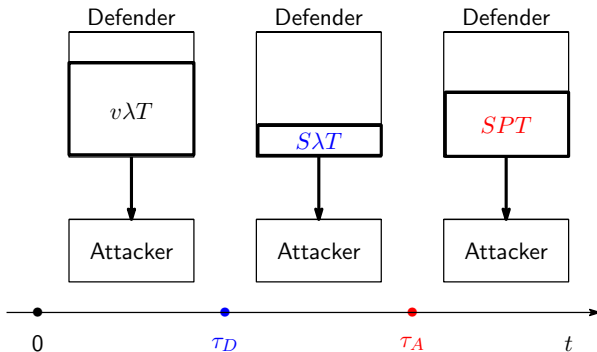 Defender Defender Defender
vλT SλT SPT
Attacker Attacker Attacker
0 τ_D τ_A t